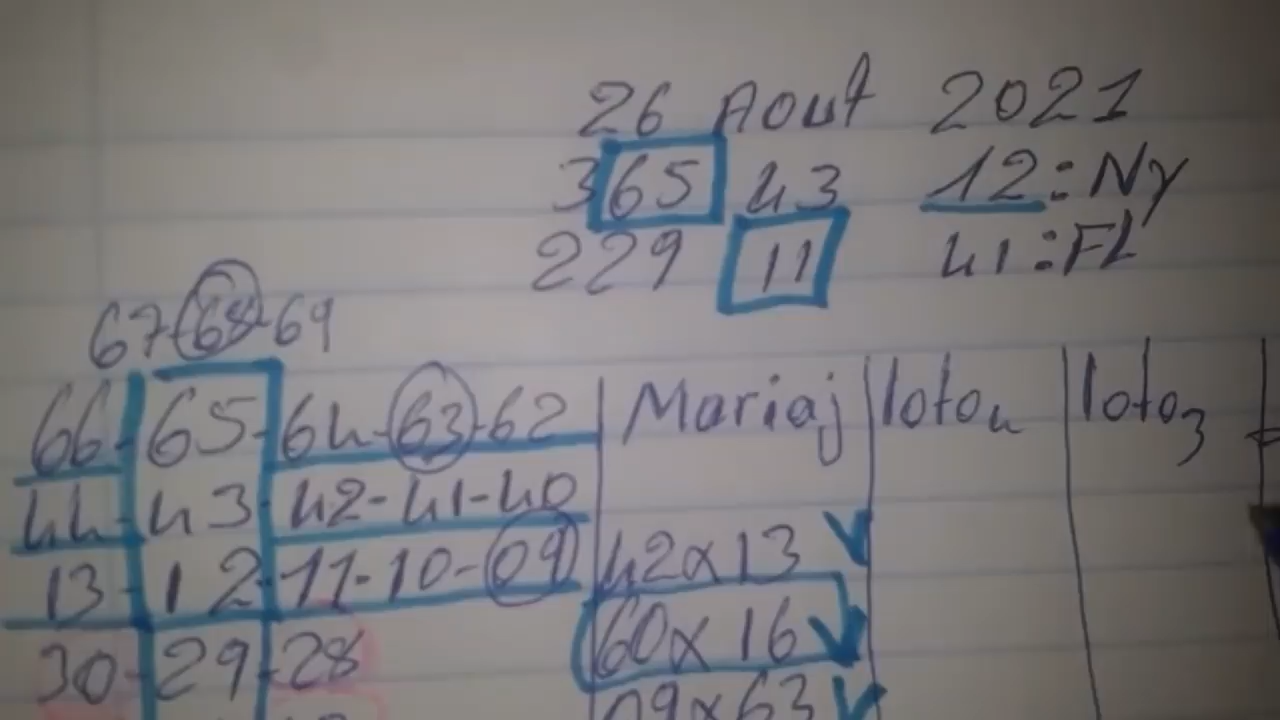 26 Aout 2021
365 43 12:Ny
229 11 41:FL
67-68-69
66-65-64-63-62
Mariaj loto4 loto3
44-43-42-41-40
13-12-11-10-09
42x13
30-29-28
60x16
09x63